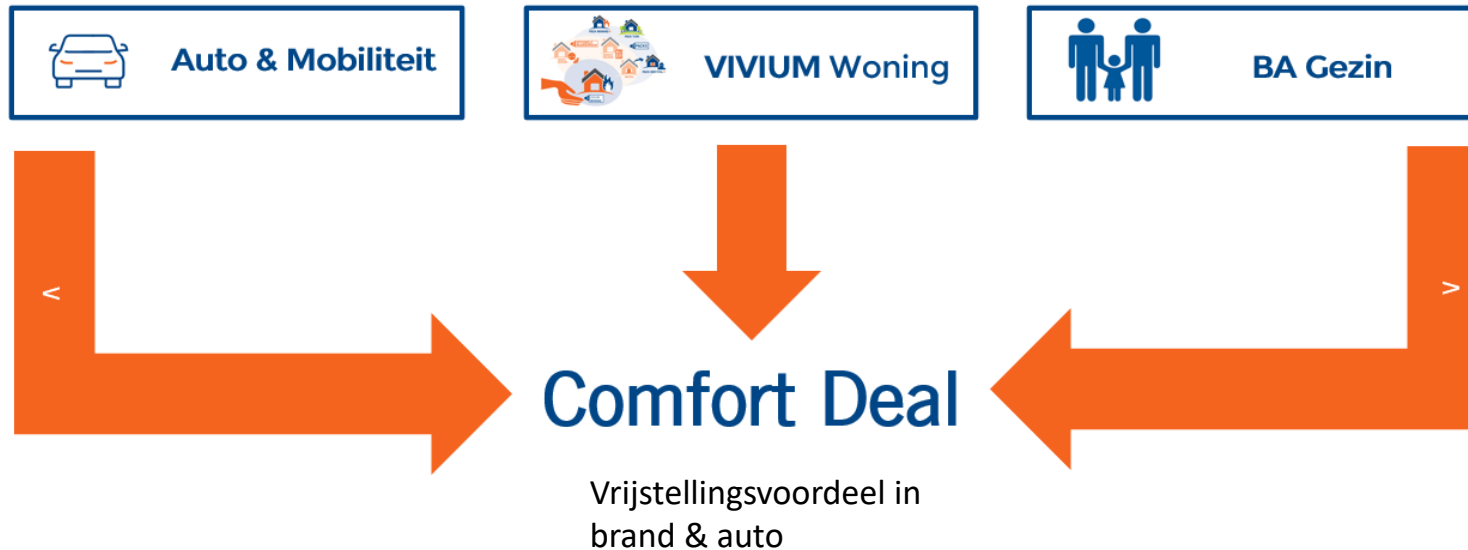 Auto & Mobiliteit
VIVIUM Woning
BA Gezin
<
>
Comfort Deal
Vrijstellingsvoordeel in
brand & auto